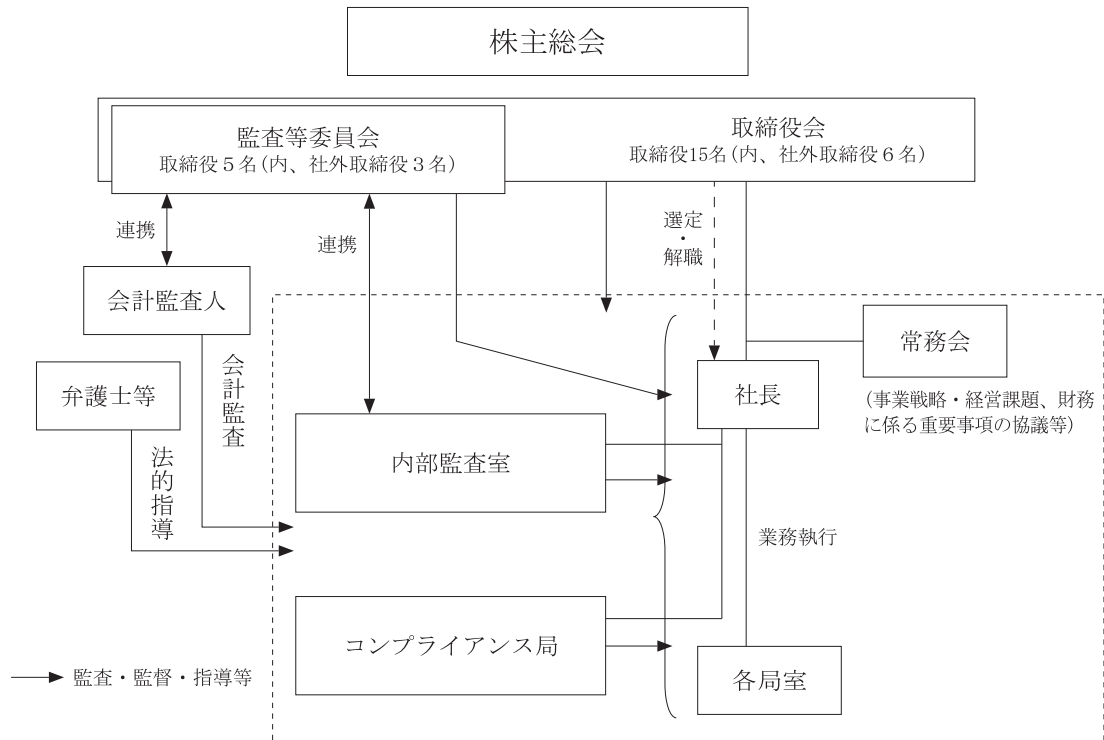 株主総会
監査等委員会
取締役5名(内、社外取締役3名)
取締役会
取締役15名(内、社外取締役6名)
連携
連携
選定
・
解職
会計監査人
常務会
弁護士等
会計監査
社長
(事業戦略・経営課題、財務
に係る重要事項の協議等)
内部監査室
法的指導
業務執行
コンプライアンス局
各局室
監査・監督・指導等